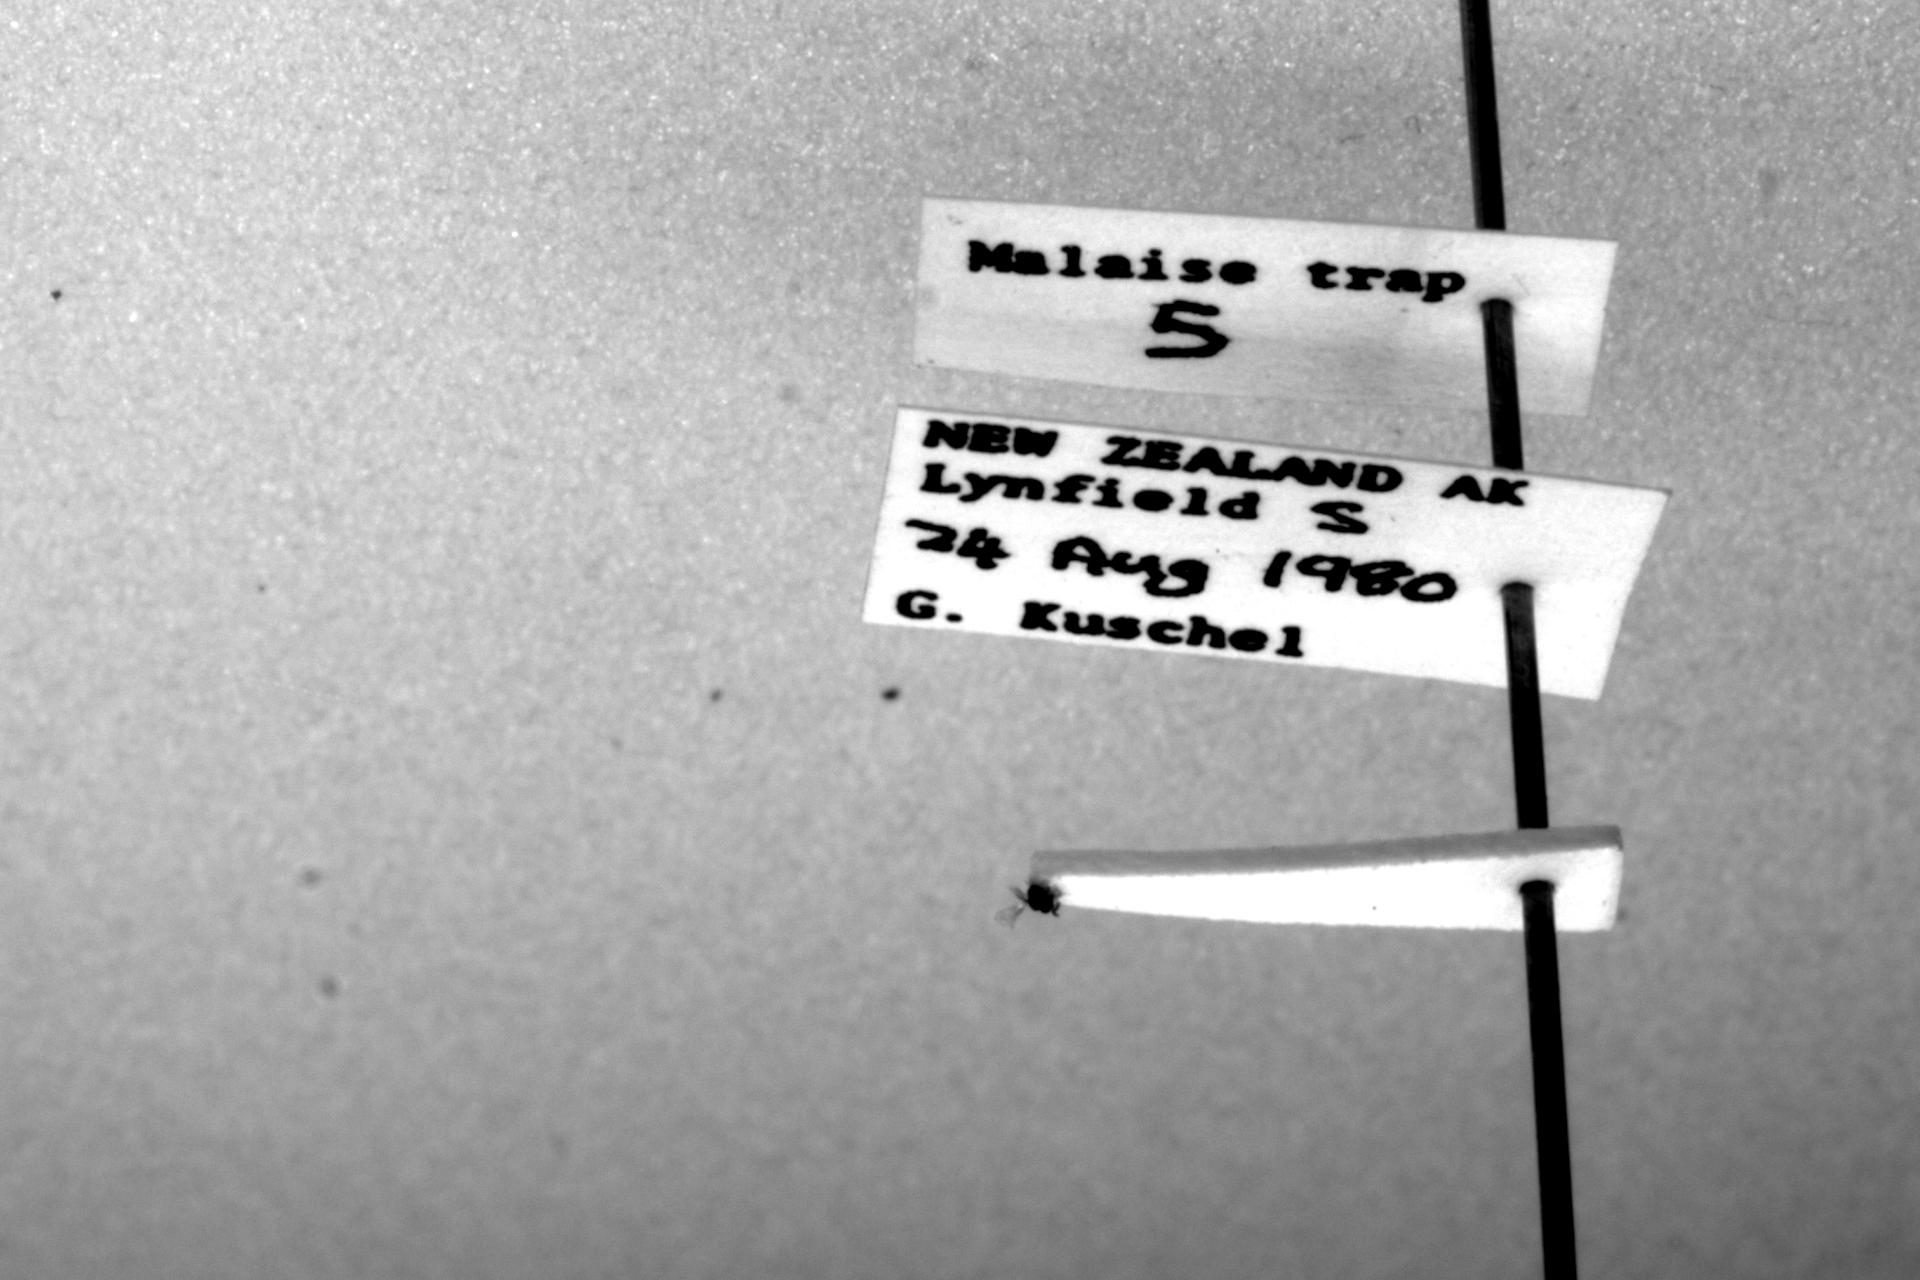 Malaise trap
5
NEW ZEALAND AK
Lynfield S
24 Aug 1980
G. Kuschel